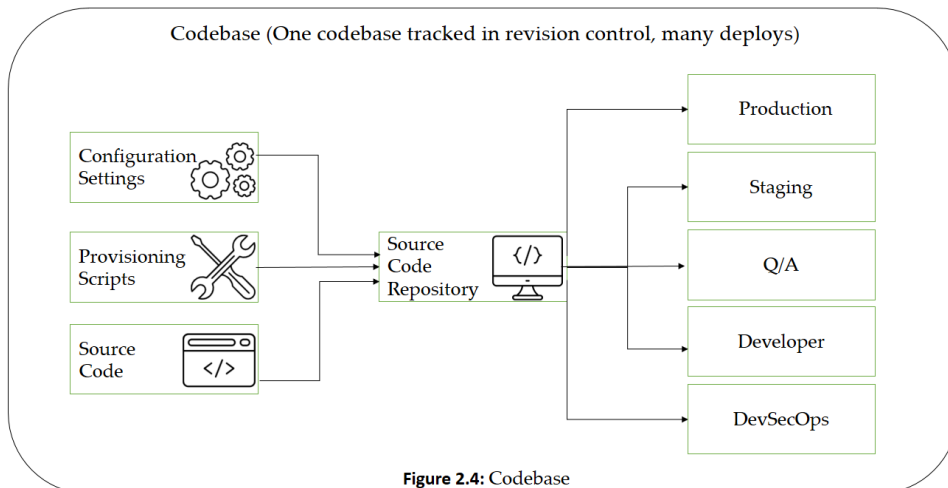 Codebase (One codebase tracked in revision control, many deploys)
Configuration
Settings
Provisioning
Scripts
Source
Code
</>
Source
Code
Repository
{/}
Production
Staging
Q/A
Developer
DevSecOps
Figure 2.4: Codebase